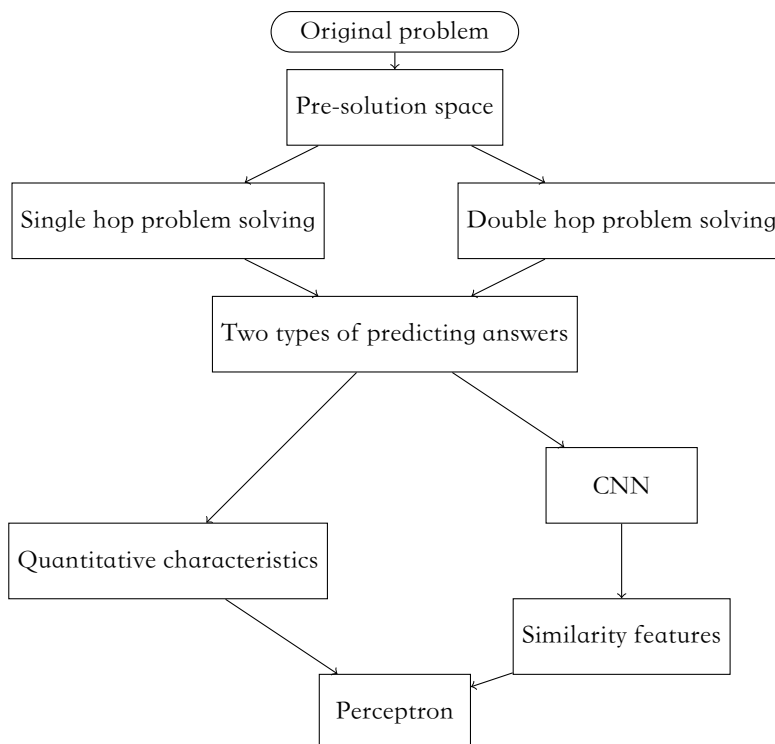 Original problem
Pre-solution space
Single hop problem solving
Double hop problem solving
Two types of predicting answers
CNN
Quantitative characteristics
Similarity features
Perceptron